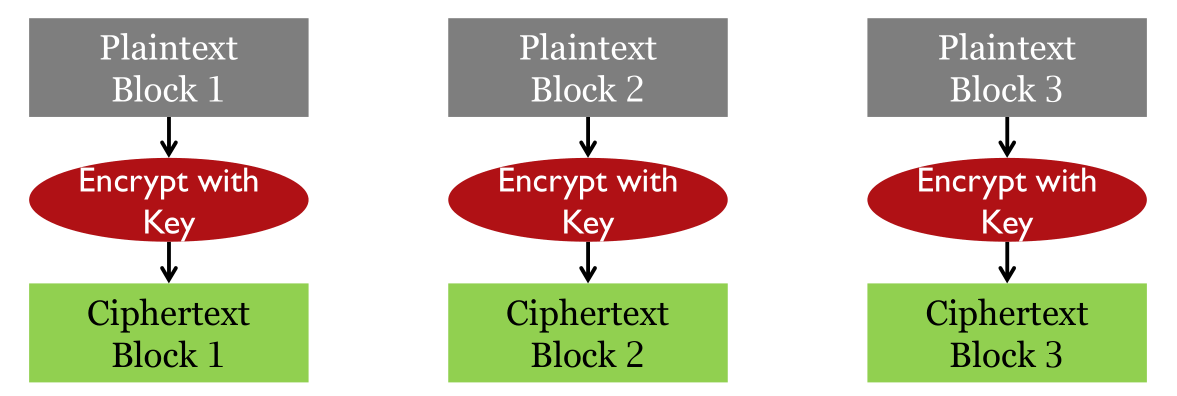 Plaintext
Block 1
Plaintext
Block 2
Plaintext
Block 3
Encrypt with
Key
Encrypt with
Key
Encrypt with
Key
Ciphertext
Block 1
Ciphertext
Block 2
Ciphertext
Block 3